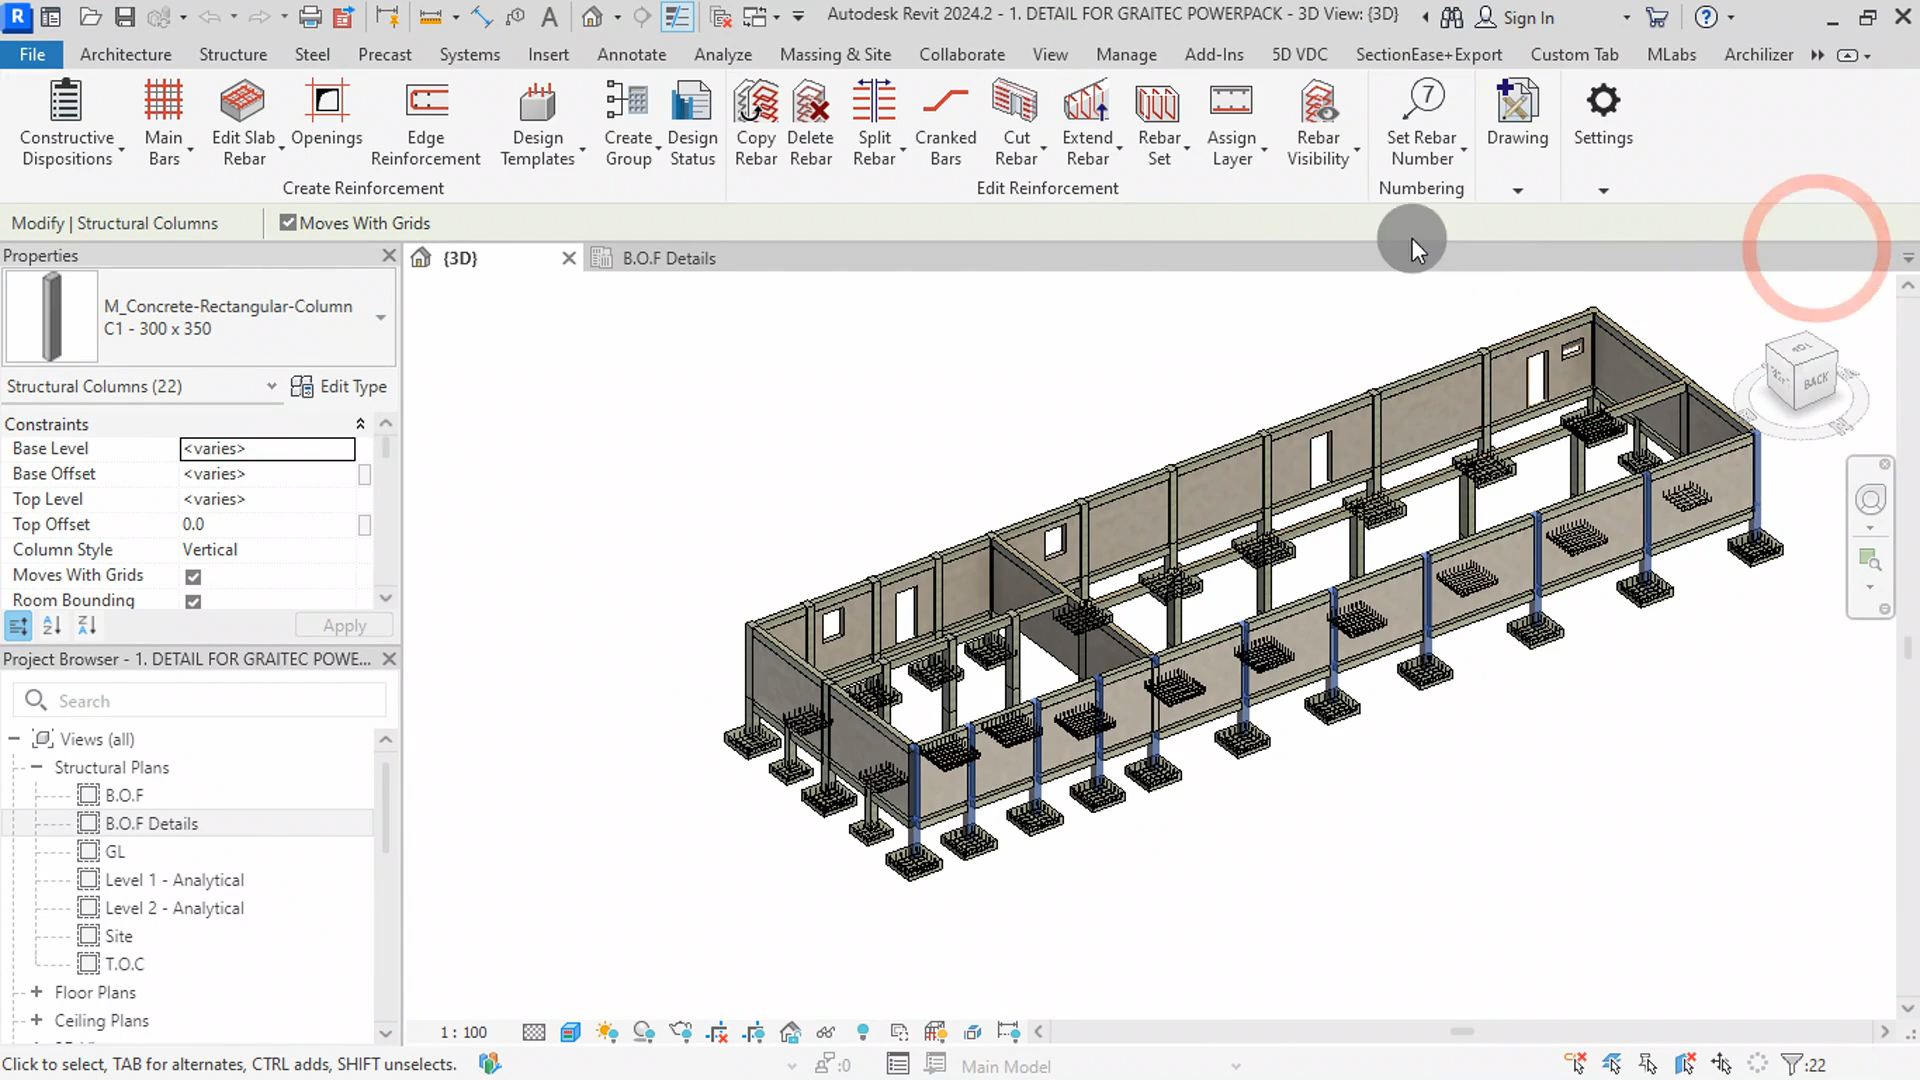 Autodesk Revit 2024.2 - 1. DETAIL FOR GRAITEC POWERPACK - 3D View: {3D}
Sign In
File
Architecture
Structure
Steel
Precast
Systems
Insert
Annotate
Analyze
Massing & Site
Collaborate
View
Manage
Add-Ins
5D VDC
SectionEase+Export
Custom Tab
MLabs
Archilizer
Constructive Dispositions
Main Bars
Edit Slab Rebar
Openings
Edge Reinforcement
Design Templates
Create Group
Design Status
Copy Rebar
Delete Rebar
Split Rebar
Cranked Bars
Cut Rebar
Extend Rebar
Rebar Set
Assign Layer
Rebar Visibility
7
Set Rebar Number
Drawing
Settings
Create Reinforcement
Edit Reinforcement
Numbering
Modify | Structural Columns
Moves With Grids
Properties
{3D}
B.O.F Details
M_Concrete-Rectangular-Column
C1 - 300 x 350
Structural Columns (22)
Edit Type
Constraints
Base Level <varies>
Base Offset <varies>
Top Level <varies>
Top Offset 0.0
Column Style Vertical
Moves With Grids
Room Bounding
Apply
BACK
Project Browser - 1. DETAIL FOR GRAITEC POWE...
Search
Views (all)
Structural Plans
B.O.F
B.O.F Details
GL
Level 1 - Analytical
Level 2 - Analytical
Site
T.O.C
Floor Plans
Ceiling Plans
1 : 100
Click to select, TAB for alternates, CTRL adds, SHIFT unselects.
:0
Main Model
:22